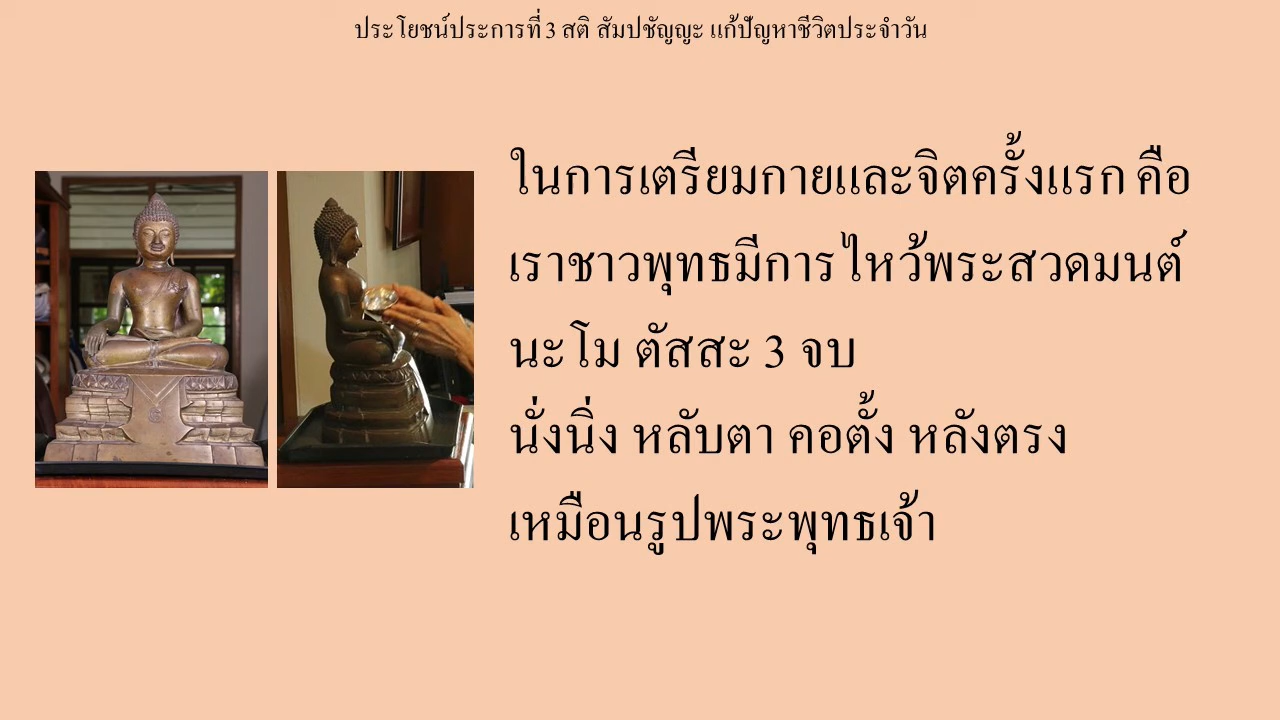 ประโยชน์ประการที่ 3 สติ สัมปชัญญะ แก้ปัญหาชีวิตประจำวัน
ในการเตรียมกายและจิตครั้งแรก คือ
เราชาวพุทธมีการไหว้พระสวดมนต์
นะโม ตัสสะ 3 จบ
นั่งนิ่ง หลับตา คอตั้ง หลังตรง
เหมือนรูปพระพุทธเจ้า